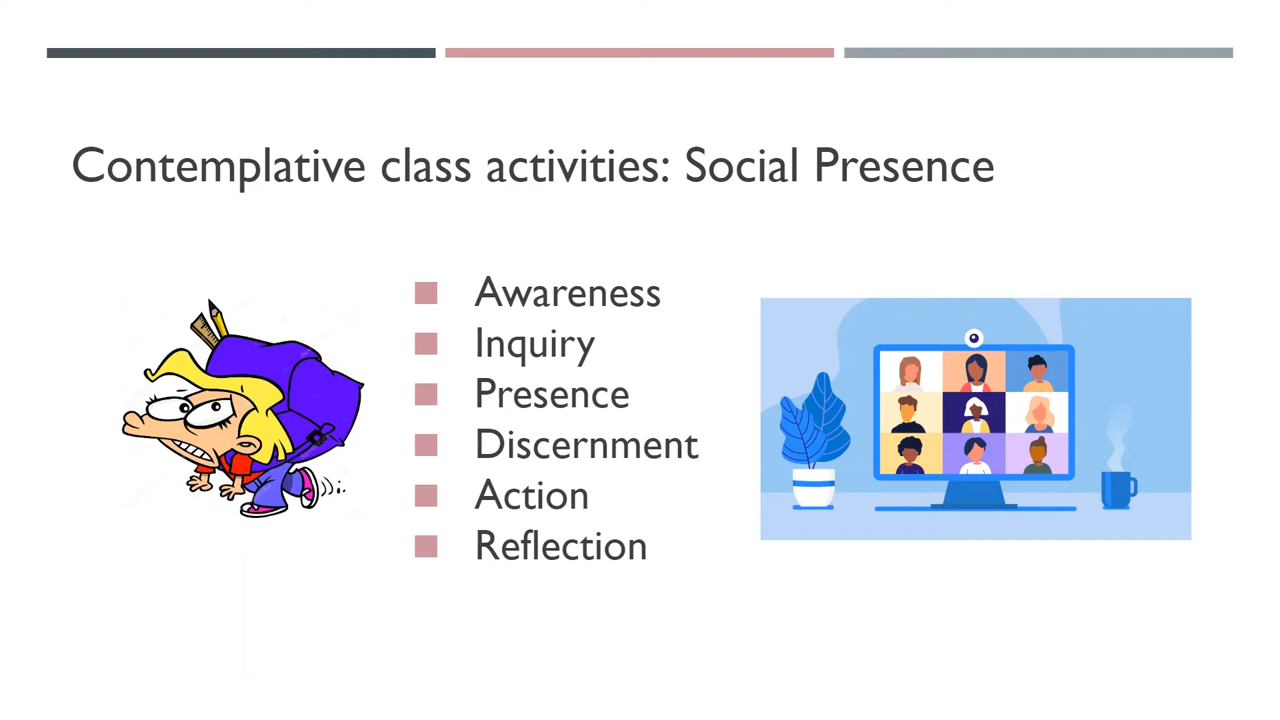 Contemplative class activities: Social Presence
Awareness
Inquiry
Presence
Discernment
Action
Reflection